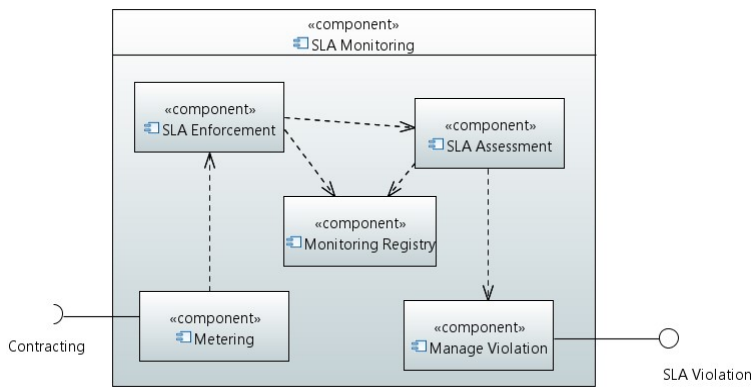 «component»
SLA Monitoring
«component»
SLA Enforcement
«component»
SLA Assessment
«component»
Monitoring Registry
«component»
Metering
«component»
Manage Violation
Contracting
SLA Violation